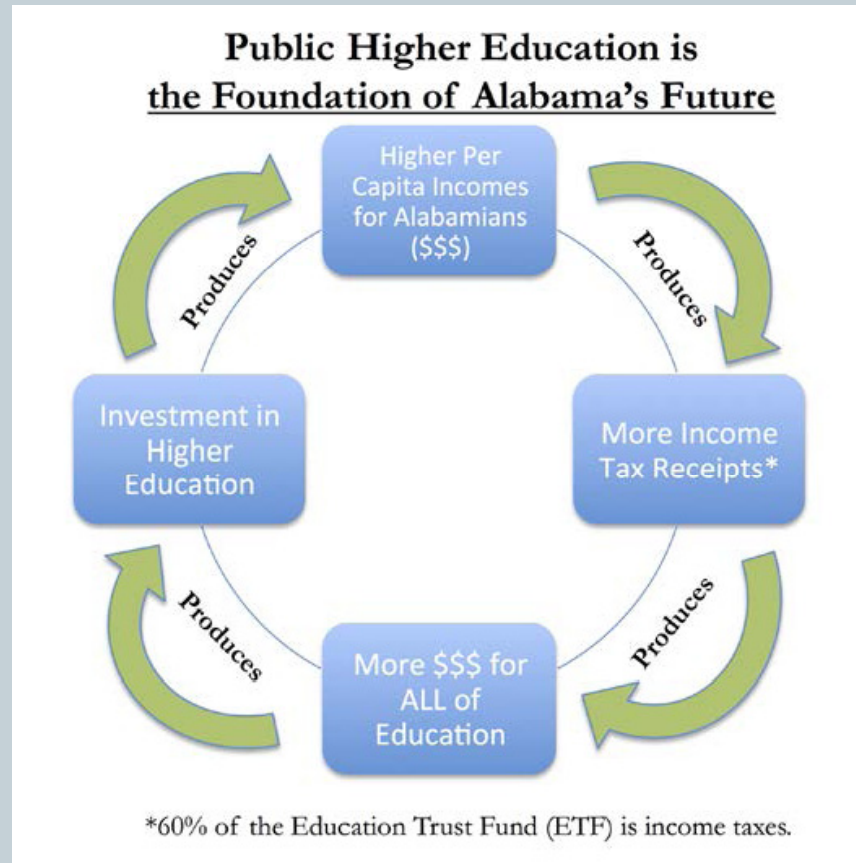 Public Higher Education is
the Foundation of Alabama's Future
Higher Per
Capita Incomes
for Alabamians
($$$)
Produces
Produces
Investment in
Higher
Education
More Income
Tax Receipts*
Produces
Produces
More $$$ for
ALL of
Education
*60% of the Education Trust Fund (ETF) is income taxes.